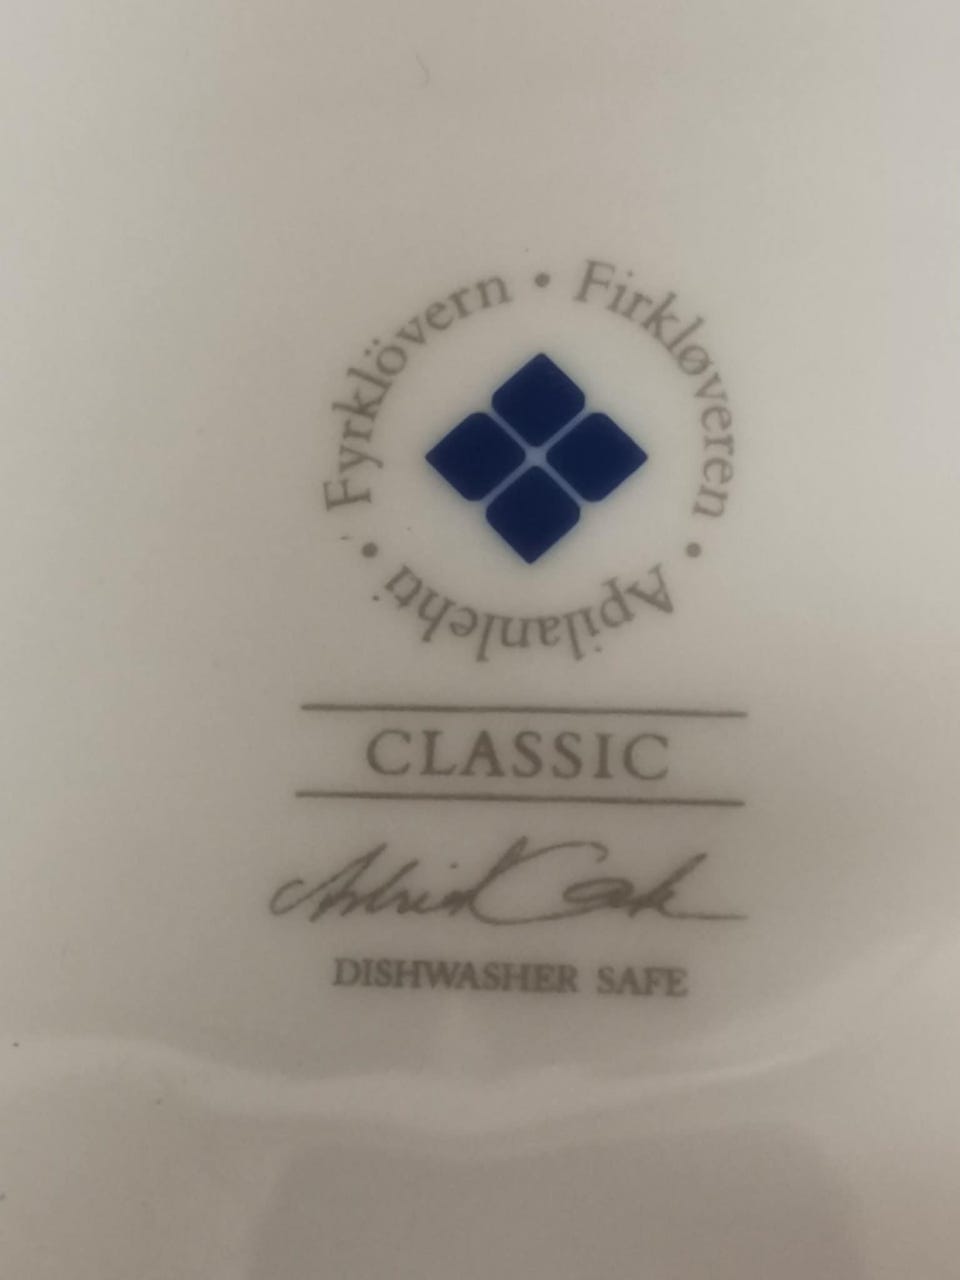 Fyrklövern • Firkløveren • Apilanlehti •
CLASSIC
DISHWASHER SAFE